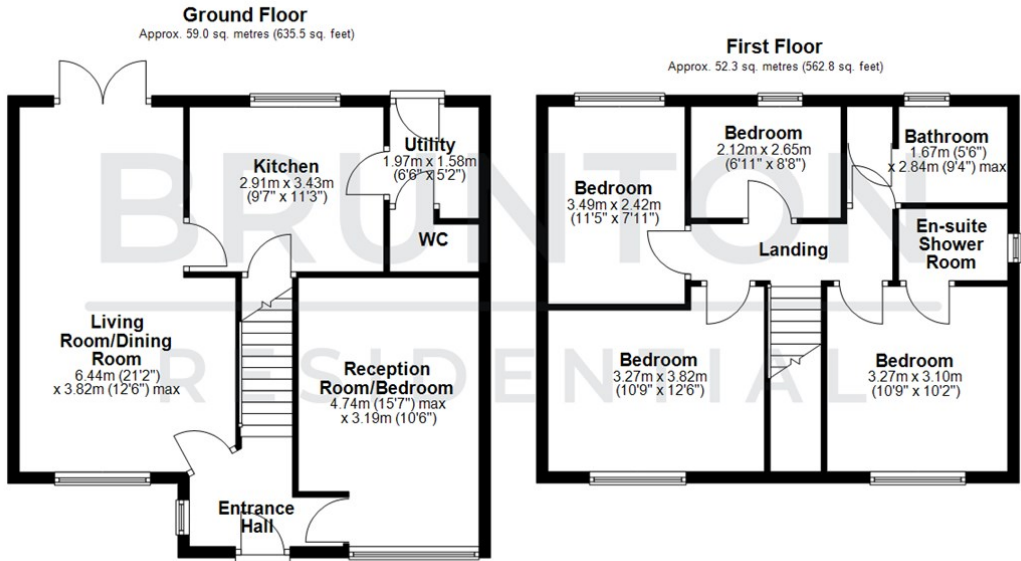 Ground Floor
Approx. 59.0 sq. metres (635.5 sq. feet)
Kitchen
2.91m x 3.43m
(9'7" x 11'3")
Utility
1.97m x 1.58m
(6'6" x 5'2")
WC
Living
Room/Dining
Room
6.44m (21'2")
x 3.82m (12'6") max
Reception
Room/Bedroom
4.74m (15'7") max
x 3.19m (10'6")
Entrance
Hall
First Floor
Approx. 52.3 sq. metres (562.8 sq. feet)
Bedroom
3.49m x 2.42m
(11'5" x 7'11")
Bedroom
2.12m x 2.65m
(6'11" x 8'8")
Bathroom
1.67m (5'6")
x 2.84m (9'4") max
Landing
En-suite
Shower
Room
Bedroom
3.27m x 3.82m
(10'9" x 12'6")
Bedroom
3.27m x 3.10m
(10'9" x 10'2")
BRUNTON
RESIDENTIAL